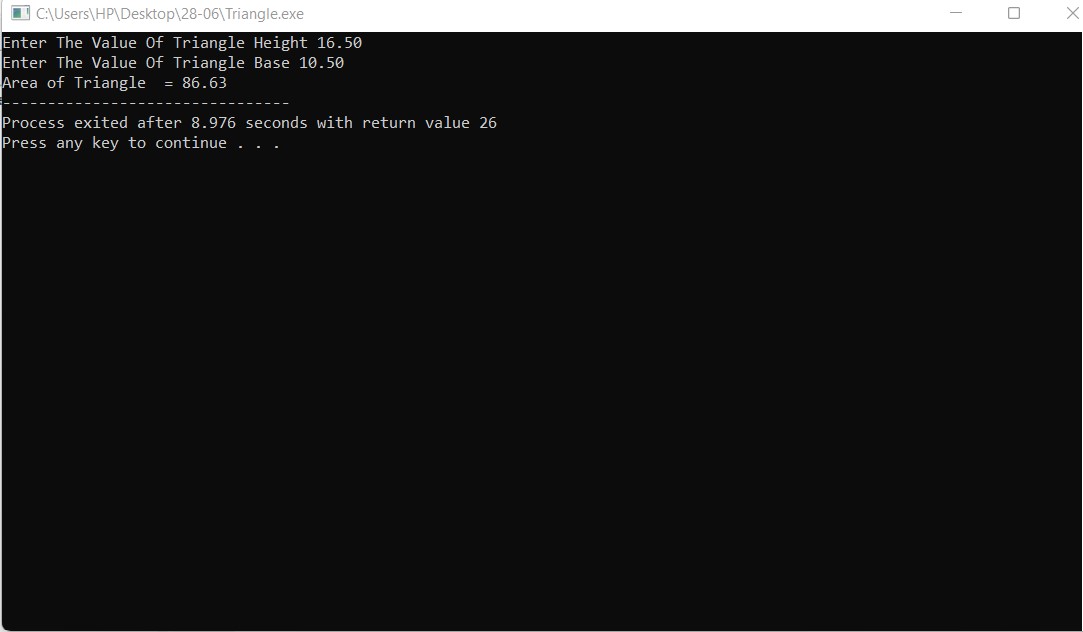 C:\Users\HP\Desktop\28-06\Triangle.exe
Enter The Value Of Triangle Height 16.50
Enter The Value Of Triangle Base 10.50
Area of Triangle  = 86.63
--------------------------------
Process exited after 8.976 seconds with return value 26
Press any key to continue . . .